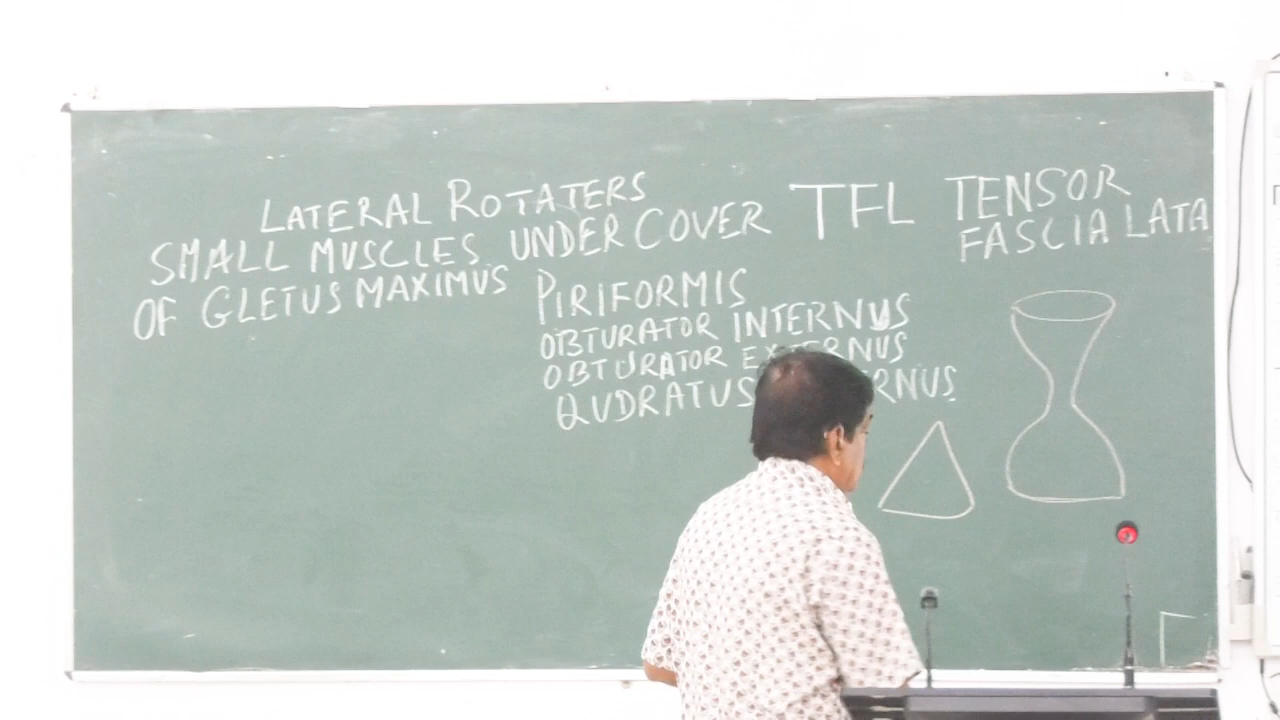 LATERAL ROTATERS
SMALL MUSCLES UNDER COVER
OF GLETUS MAXIMUS
PIRIFORMIS
OBTURATOR INTERNUS
OBTURATOR
QUDRATUS
TFL TENSOR
FASCIA LATA